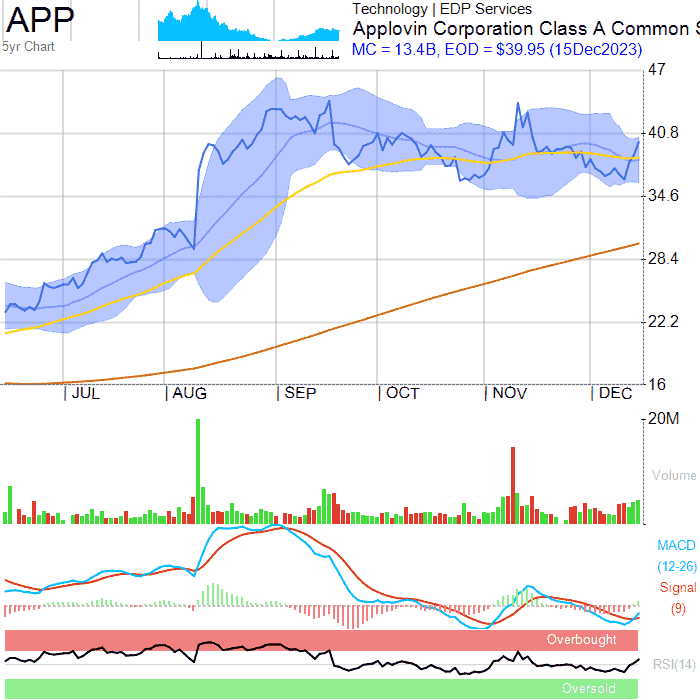 APP
5yr Chart
Technology | EDP Services
Applovin Corporation Class A Common S
MC = 13.4B, EOD = $39.95 (15Dec2023)
47
40.8
34.6
28.4
22.2
16
JUL AUG SEP OCT NOV DEC
20M
Volume
MACD
(12-26)
Signal
(9)
Overbought
RSI(14)
Oversold